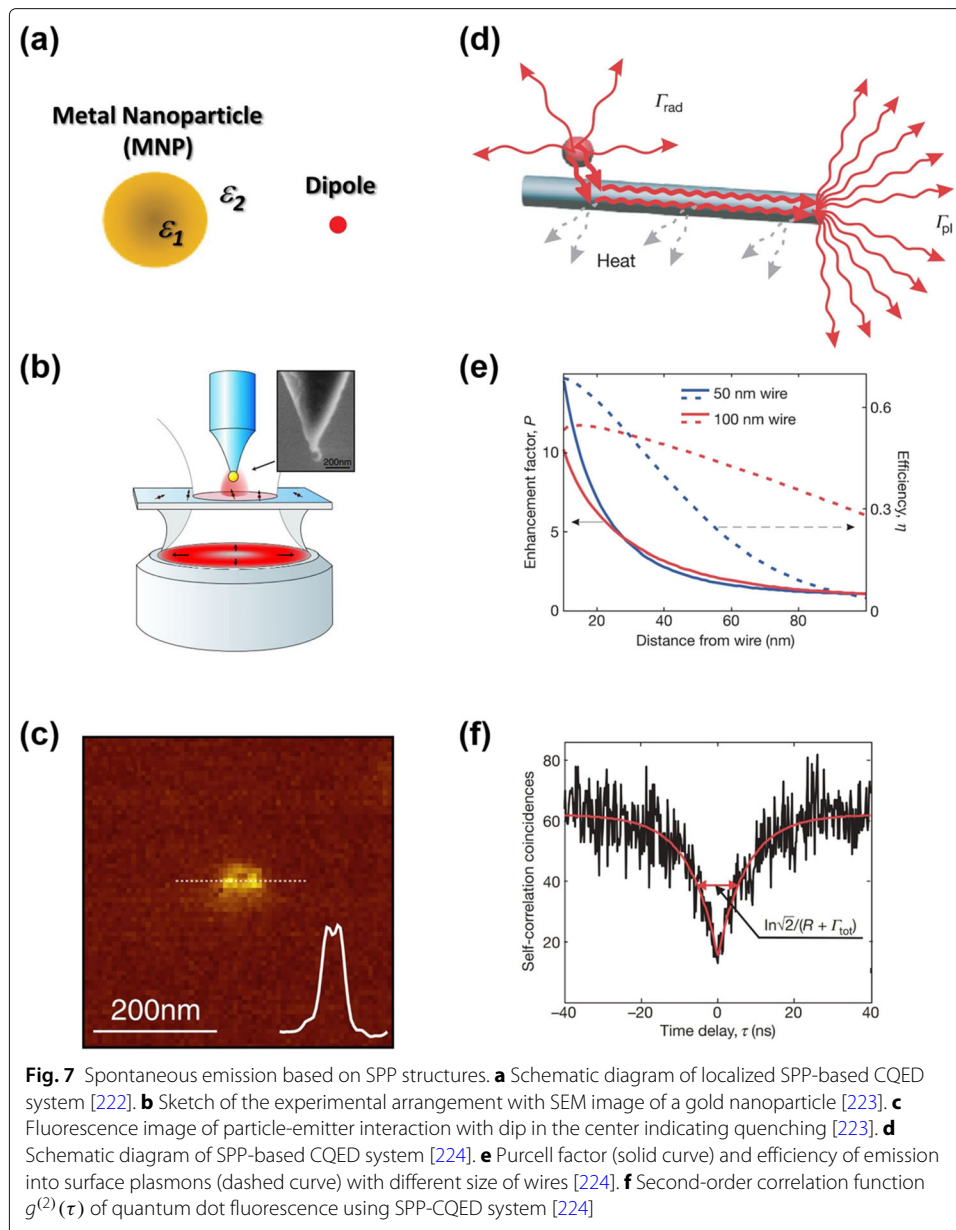 (a)
Metal Nanoparticle
(MNP)
ε₂
Dipole
ε₁
(d)
Γrad
Γpl
Heat
(b)
200nm
(e)
50 nm wire
100 nm wire
Enhancement factor, P
10
5
0
0.6
0.3
0
Efficiency, η
20 40 60 80
Distance from wire (nm)
(c)
200nm
(f)
Self-correlation coincidences
80
60
40
20
ln√2/(R + Γtot)
−40 −20 0 20 40
Time delay, τ (ns)
Fig. 7 Spontaneous emission based on SPP structures. a Schematic diagram of localized SPP-based CQED
system [222]. b Sketch of the experimental arrangement with SEM image of a gold nanoparticle [223]. c
Fluorescence image of particle-emitter interaction with dip in the center indicating quenching [223]. d
Schematic diagram of SPP-based CQED system [224]. e Purcell factor (solid curve) and efficiency of emission
into surface plasmons (dashed curve) with different size of wires [224]. f Second-order correlation function
g⁽²⁾(τ) of quantum dot fluorescence using SPP-CQED system [224]